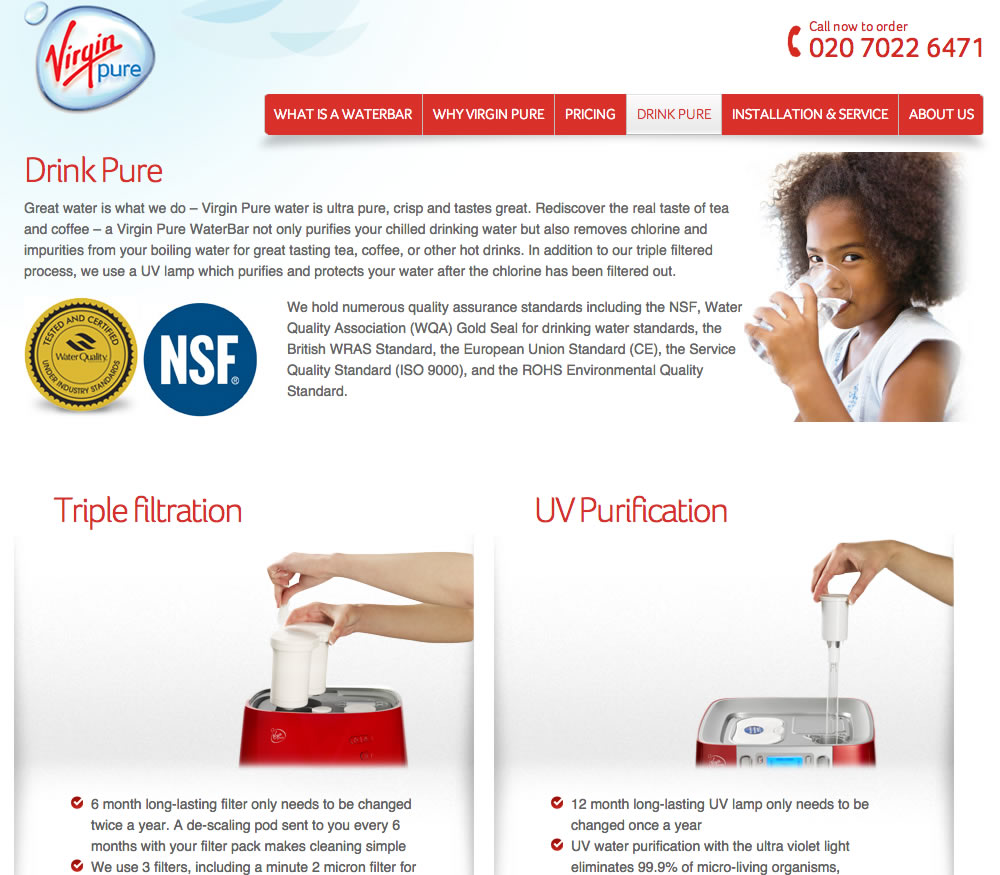 Virgin
pure
Call now to order
020 7022 6471
WHAT IS A WATERBAR WHY VIRGIN PURE PRICING DRINK PURE INSTALLATION & SERVICE ABOUT US
Drink Pure
Great water is what we do – Virgin Pure water is ultra pure, crisp and tastes great. Rediscover the real taste of tea
and coffee – a Virgin Pure WaterBar not only purifies your chilled drinking water but also removes chlorine and
impurities from your boiling water for great tasting tea, coffee, or other hot drinks. In addition to our triple filtered
process, we use a UV lamp which purifies and protects your water after the chlorine has been filtered out.
TESTED AND CERTIFIED
Water Quality
UNDER INDUSTRY STANDARDS
NSF®
We hold numerous quality assurance standards including the NSF, Water
Quality Association (WQA) Gold Seal for drinking water standards, the
British WRAS Standard, the European Union Standard (CE), the Service
Quality Standard (ISO 9000), and the ROHS Environmental Quality
Standard.
Triple filtration
6 month long-lasting filter only needs to be changed
twice a year. A de-scaling pod sent to you every 6
months with your filter pack makes cleaning simple
We use 3 filters, including a minute 2 micron filter for
UV Purification
12 month long-lasting UV lamp only needs to be
changed once a year
UV water purification with the ultra violet light
eliminates 99.9% of micro-living organisms,